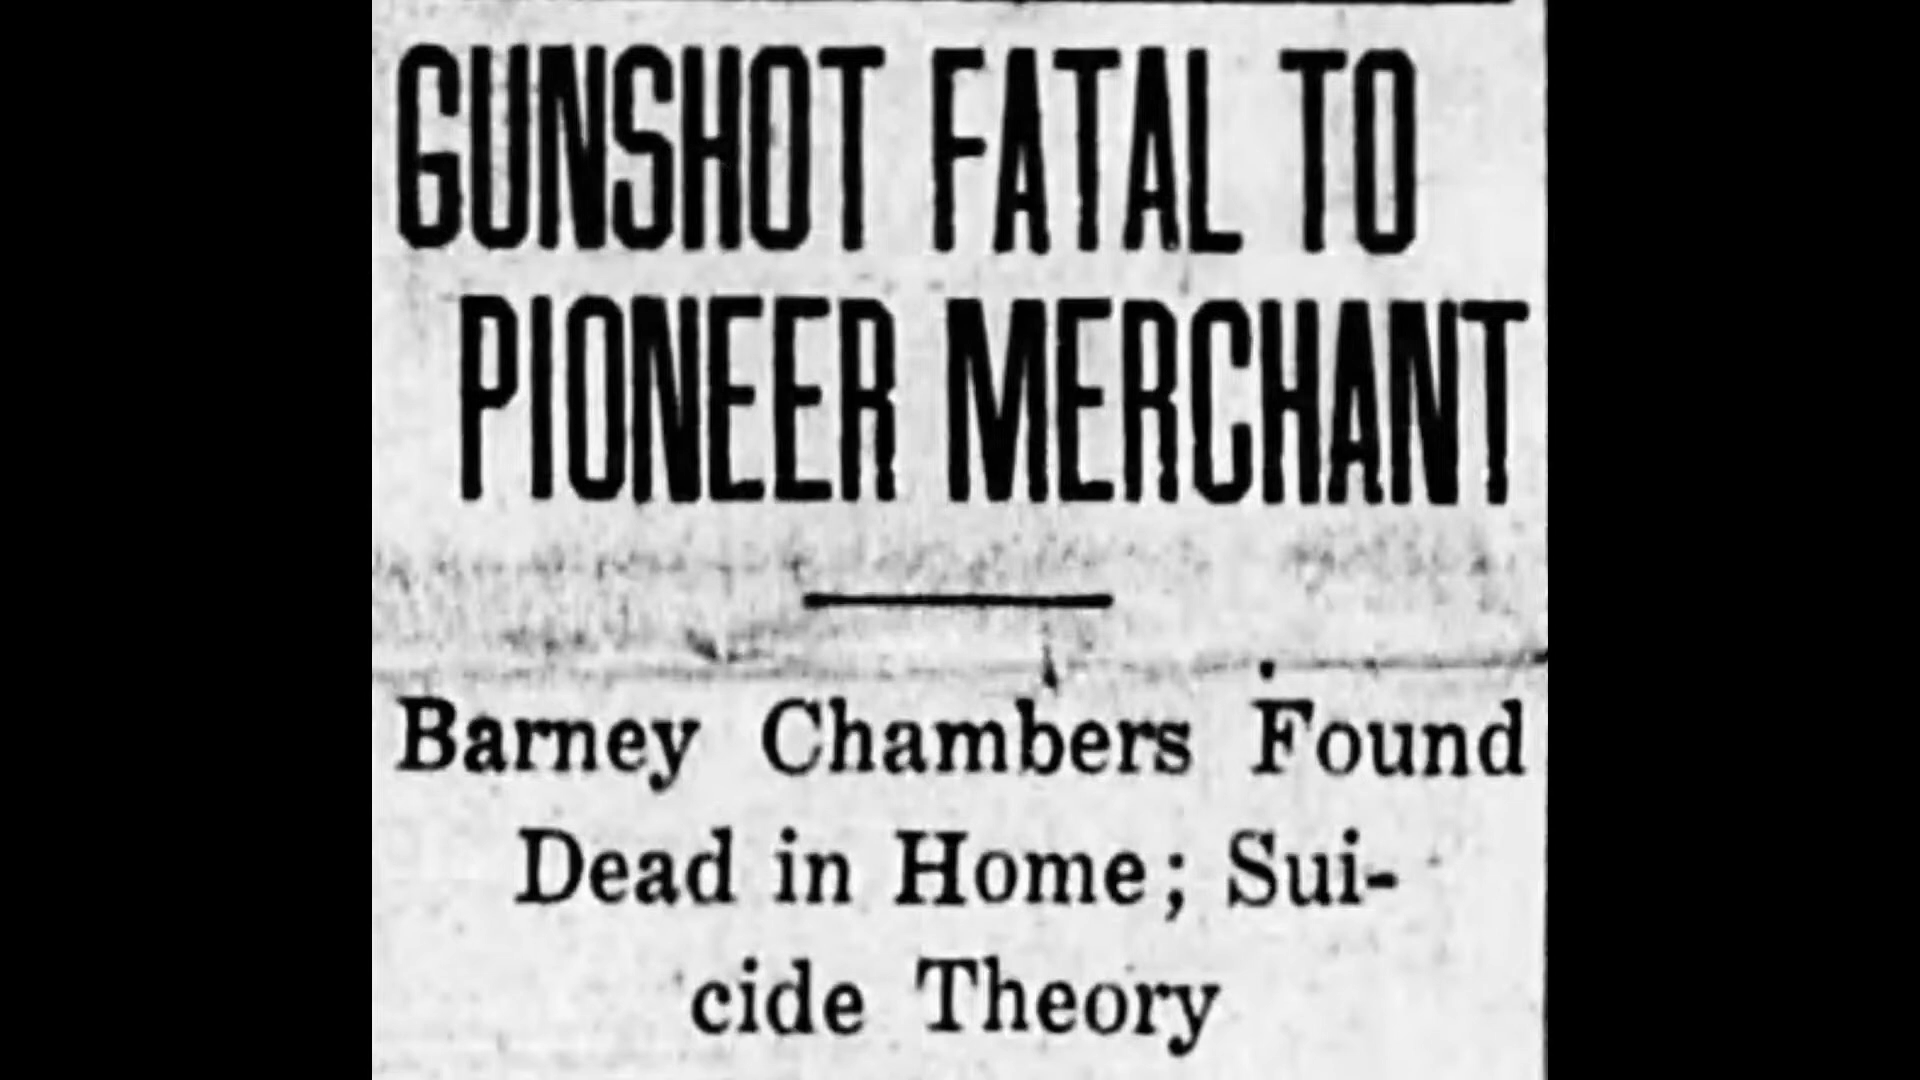 GUNSHOT FATAL TO
PIONEER MERCHANT
Barney Chambers Found
Dead in Home; Sui-
cide Theory